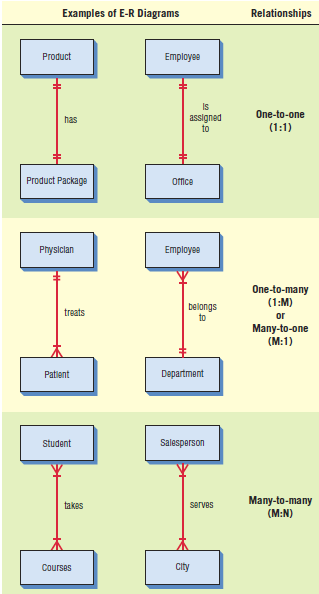 Examples of E-R Diagrams Relationships
Product Employee
has
is
assigned
to
One-to-one
(1:1)
Product Package Office
Physician Employee
treats
belongs
to
One-to-many
(1:M)
or
Many-to-one
(M:1)
Patient Department
Student Salesperson
takes serves
Many-to-many
(M:N)
Courses City